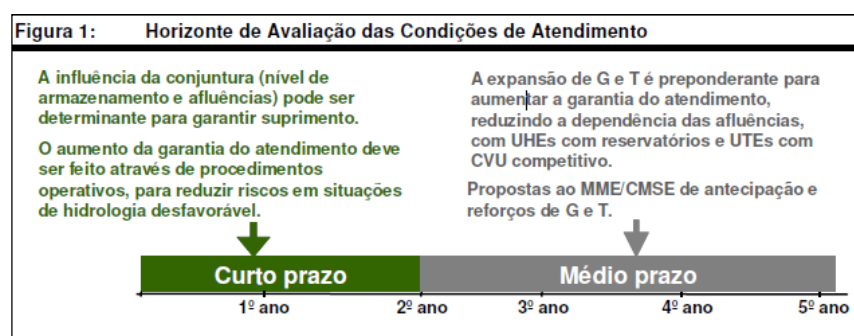 Figura 1: Horizonte de Avaliação das Condições de Atendimento
A influência da conjuntura (nível de
armazenamento e afluências) pode ser
determinante para garantir suprimento.
O aumento da garantia do atendimento deve
ser feito através de procedimentos
operativos, para reduzir riscos em situações
de hidrologia desfavorável.
A expansão de G e T é preponderante para
aumentar a garantia do atendimento,
reduzindo a dependência das afluências,
com UHEs com reservatórios e UTEs com
CVU competitivo.
Propostas ao MME/CMSE de antecipação e
reforços de G e T.
Curto prazo
Médio prazo
1º ano 2º ano 3º ano 4º ano 5º ano